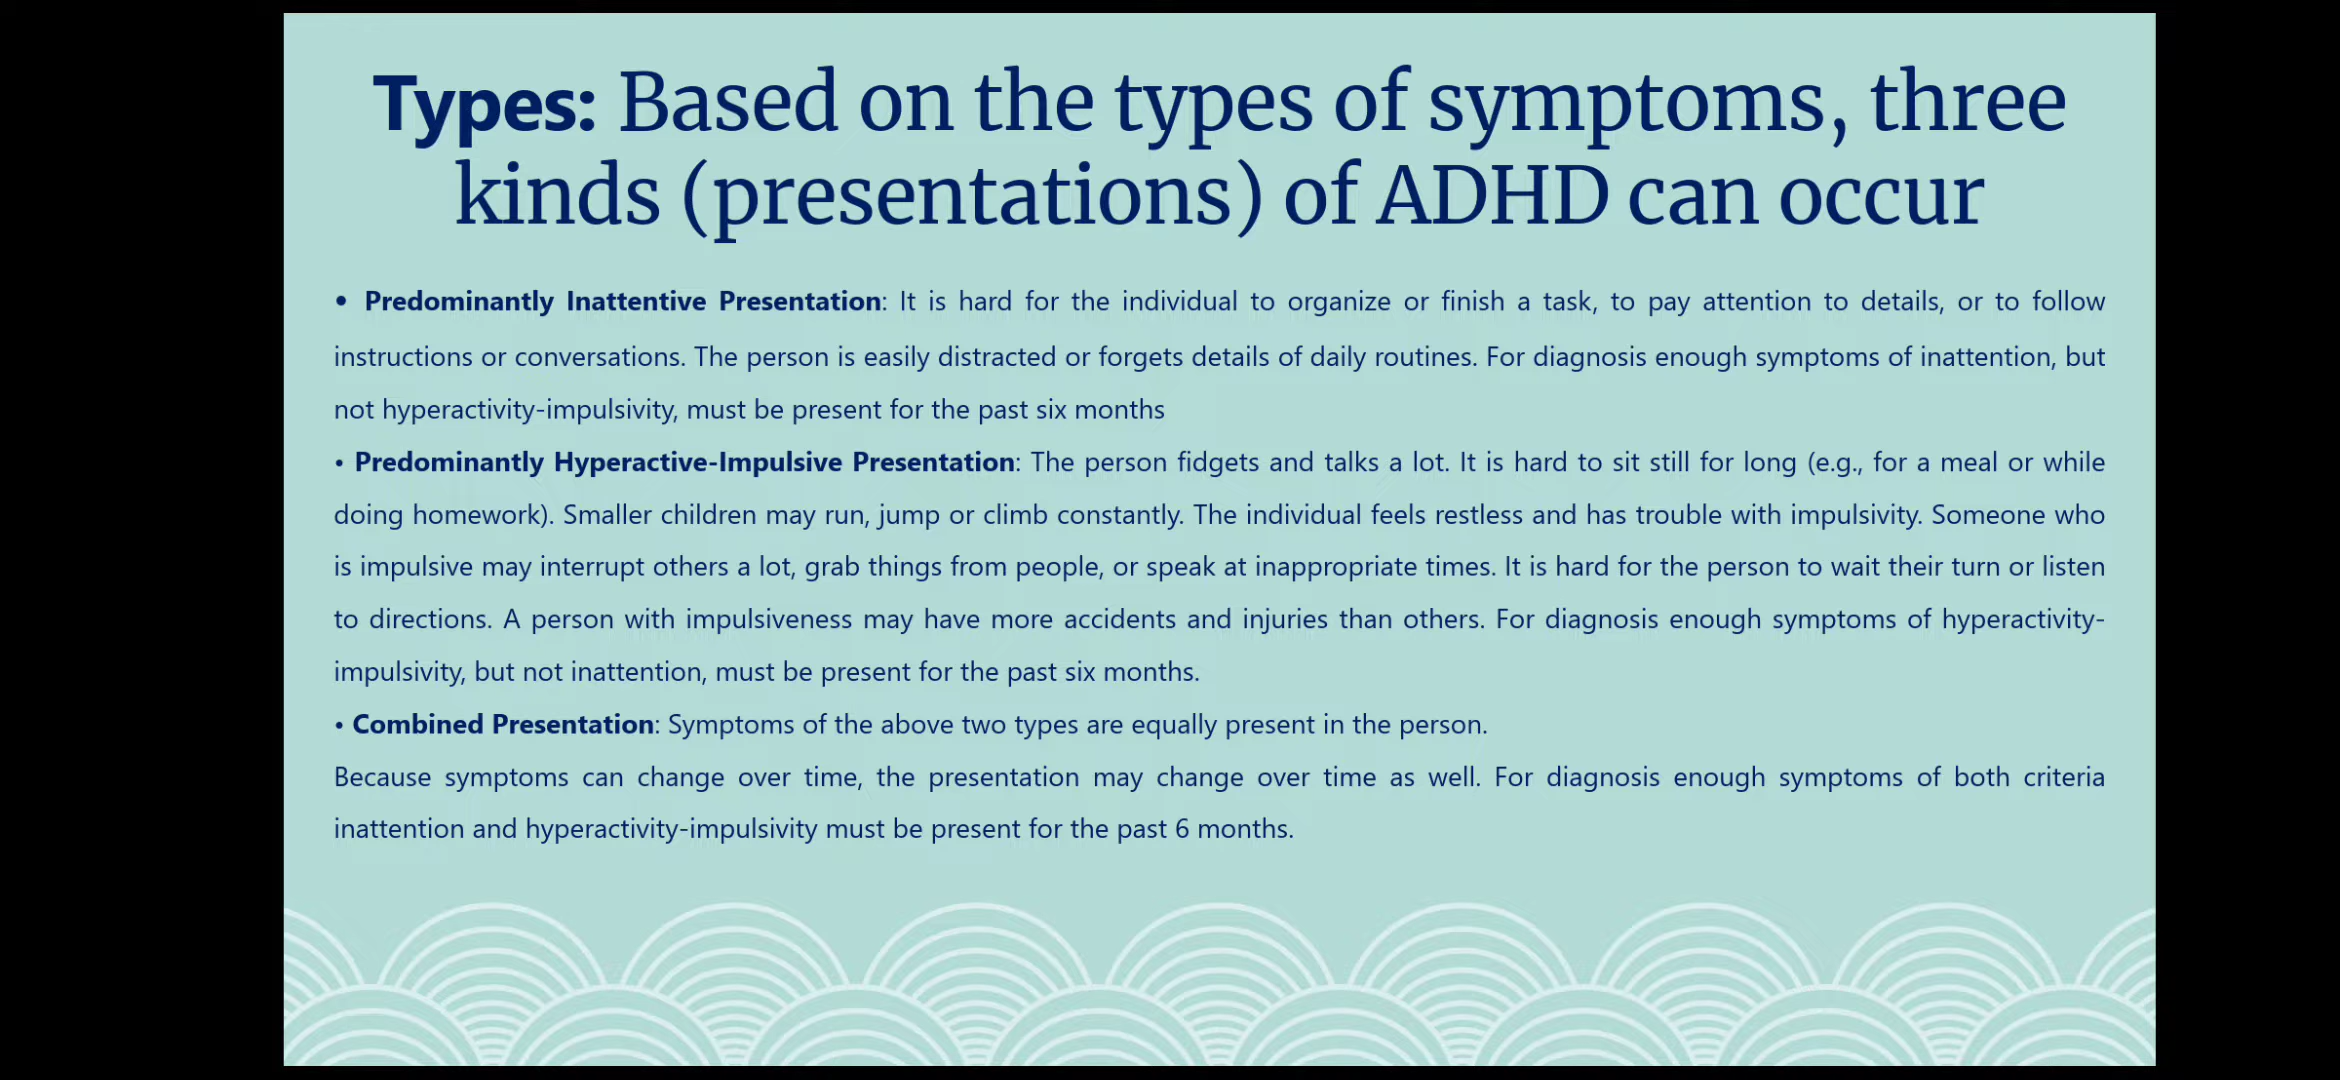 Types: Based on the types of symptoms, three
kinds (presentations) of ADHD can occur
• Predominantly Inattentive Presentation: It is hard for the individual to organize or finish a task, to pay attention to details, or to follow
instructions or conversations. The person is easily distracted or forgets details of daily routines. For diagnosis enough symptoms of inattention, but
not hyperactivity-impulsivity, must be present for the past six months
• Predominantly Hyperactive-Impulsive Presentation: The person fidgets and talks a lot. It is hard to sit still for long (e.g., for a meal or while
doing homework). Smaller children may run, jump or climb constantly. The individual feels restless and has trouble with impulsivity. Someone who
is impulsive may interrupt others a lot, grab things from people, or speak at inappropriate times. It is hard for the person to wait their turn or listen
to directions. A person with impulsiveness may have more accidents and injuries than others. For diagnosis enough symptoms of hyperactivity-
impulsivity, but not inattention, must be present for the past six months.
• Combined Presentation: Symptoms of the above two types are equally present in the person.
Because symptoms can change over time, the presentation may change over time as well. For diagnosis enough symptoms of both criteria
inattention and hyperactivity-impulsivity must be present for the past 6 months.